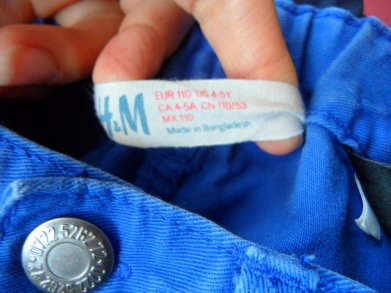 H&M
EUR 110 US 4-5Y
CA 4-5A CN 110/53
MX 110
Made in Bangladesh